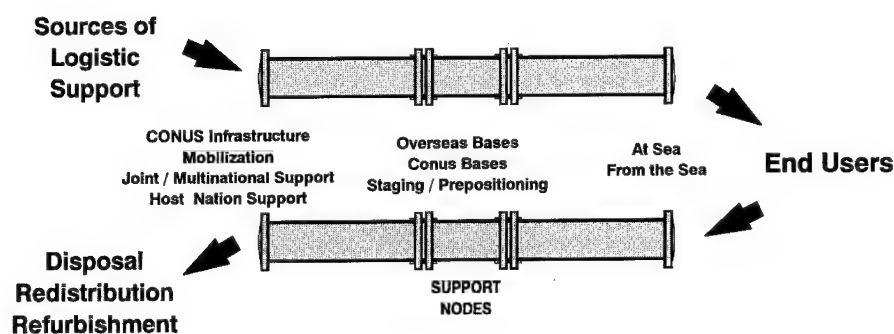 Sources of
Logistic
Support
CONUS Infrastructure
Mobilization
Joint / Multinational Support
Host Nation Support
Overseas Bases
Conus Bases
Staging / Prepositioning
At Sea
From the Sea
End Users
Disposal
Redistribution
Refurbishment
SUPPORT
NODES